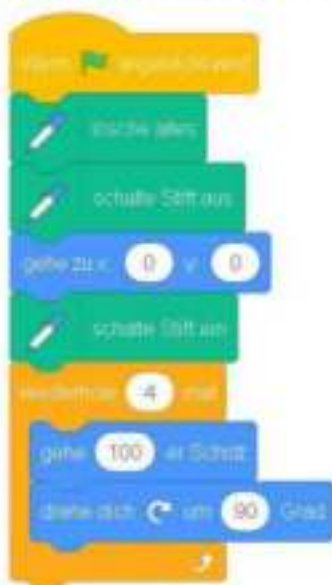 Wenn angeklickt wird
lösche alles
schalte Stift aus
gehe zu x: 0 y: 0
schalte Stift ein
wiederhole 4 mal
gehe 100 er Schritt
drehe dich um 90 Grad